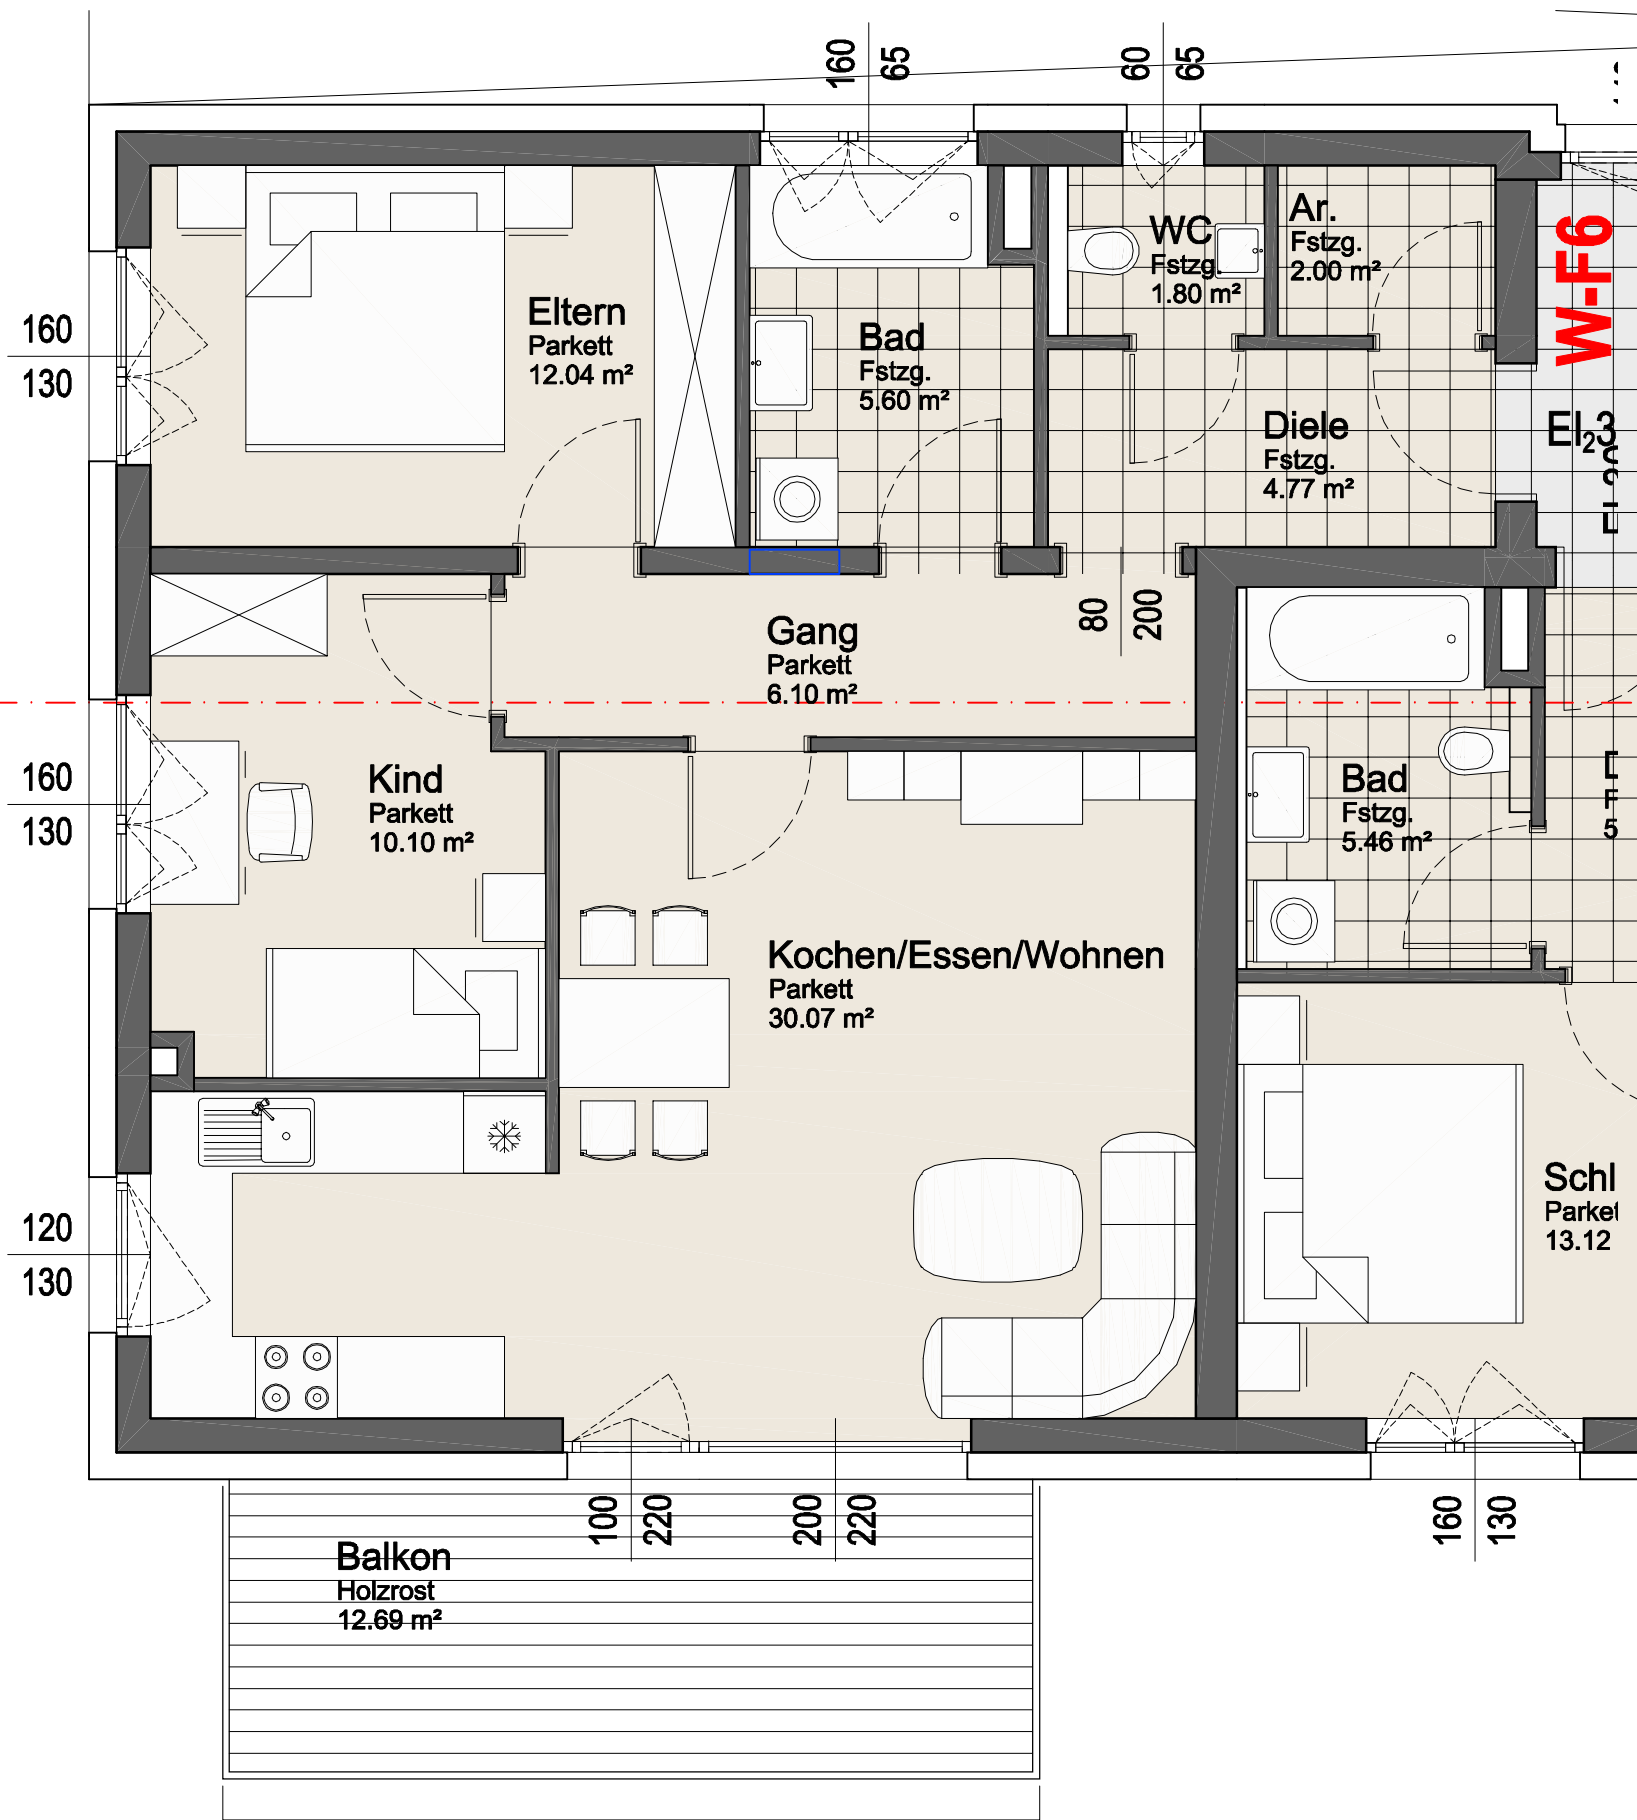 160
65
60
65
WC
Fstzg.
1.80 m²
Ar.
Fstzg.
2.00 m²
W-F6
Eltern
Parkett
12.04 m²
160
130
Bad
Fstzg.
5.60 m²
Diele
Fstzg.
4.77 m²
EI₂3
Gang
Parkett
6.10 m²
80
200
160
130
Kind
Parkett
10.10 m²
Bad
Fstzg.
5.46 m²
Kochen/Essen/Wohnen
Parkett
30.07 m²
120
130
Schl
Parket
13.12
100
220
200
220
160
130
Balkon
Holzrost
12.69 m²